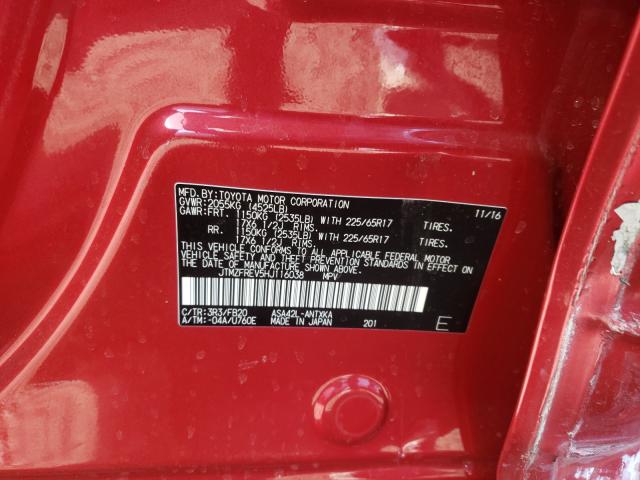 MFD.BY:TOYOTA MOTOR CORPORATION 11/16
GVWR:2055KG (4525LB)
GAWR:FRT. 1150KG (2535LB) WITH 225/65R17 TIRES.
17X6 1/2J RIMS.
RR. 1150KG (2535LB) WITH 225/65R17 TIRES.
17X6 1/2J RIMS.
THIS VEHICLE CONFORMS TO ALL APPLICABLE FEDERAL MOTOR
VEHICLE SAFETY AND THEFT PREVENTION STANDARDS IN EFFECT ON
THE DATE OF MANUFACTURE SHOWN ABOVE.
JTMZFREV5HJ116038 MPV
C/TR:3R3/FB20 ASA42L-ANTXKA
A/TM:-04A/U760E MADE IN JAPAN 201 E